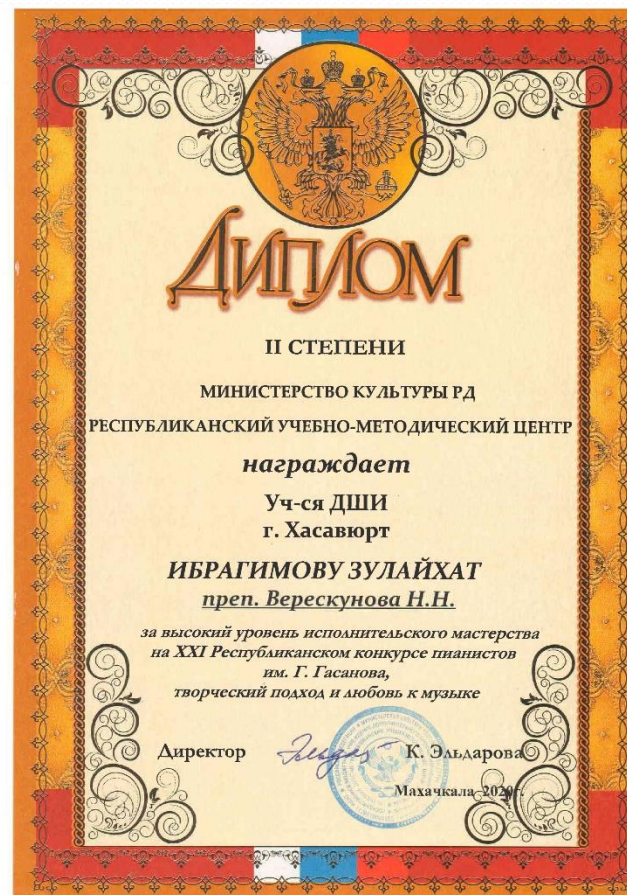 ДИПЛОМ
II СТЕПЕНИ
МИНИСТЕРСТВО КУЛЬТУРЫ РД
РЕСПУБЛИКАНСКИЙ УЧЕБНО-МЕТОДИЧЕСКИЙ ЦЕНТР
награждает
Уч-ся ДШИ
г. Хасавюрт
ИБРАГИМОВУ ЗУЛАЙХАТ
преп. Верескунова Н.Н.
за высокий уровень исполнительского мастерства
на XXI Республиканском конкурсе пианистов
им. Г. Гасанова,
творческий подход и любовь к музыке
Директор К. Эльдарова
Махачкала 2020г.